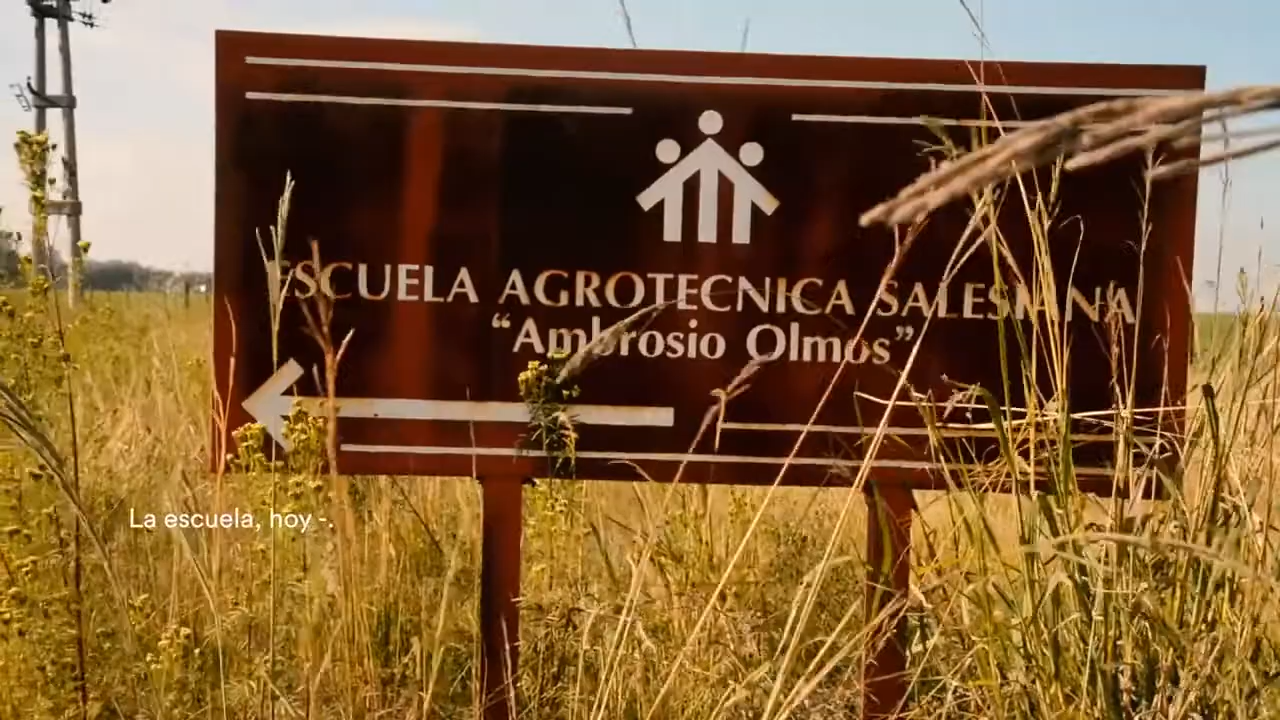 ESCUELA AGROTECNICA SALESIANA
“Ambrosio Olmos”
La escuela, hoy -.